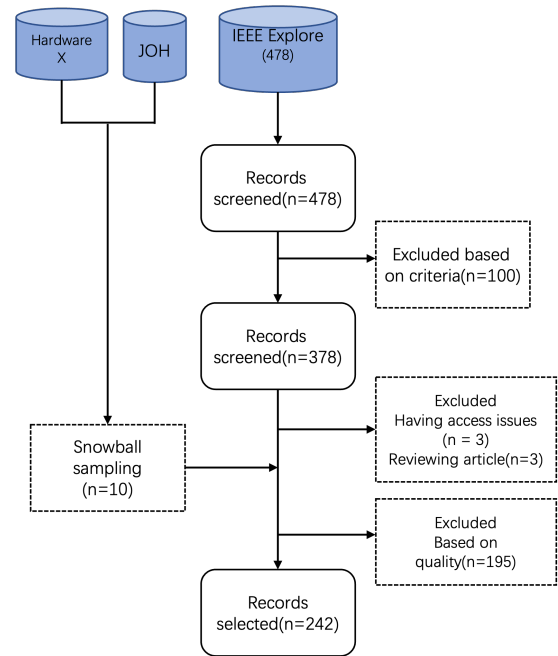 Hardware
X
JOH
IEEE Explore
(478)
Records
screened(n=478)
Excluded based
on criteria(n=100)
Records
screened(n=378)
Excluded
Having access issues
(n = 3)
Reviewing article(n=3)
Snowball
sampling
(n=10)
Excluded
Based on
quality(n=195)
Records
selected(n=242)